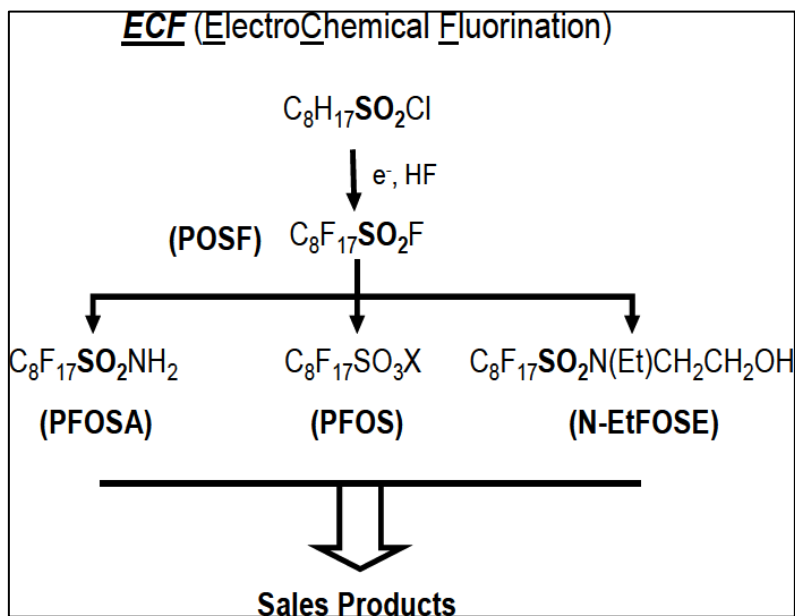 ECF (ElectroChemical Fluorination)
C₈H₁₇SO₂Cl
e⁻, HF
(POSF) C₈F₁₇SO₂F
C₈F₁₇SO₂NH₂ C₈F₁₇SO₃X C₈F₁₇SO₂N(Et)CH₂CH₂OH
(PFOSA) (PFOS) (N-EtFOSE)
Sales Products